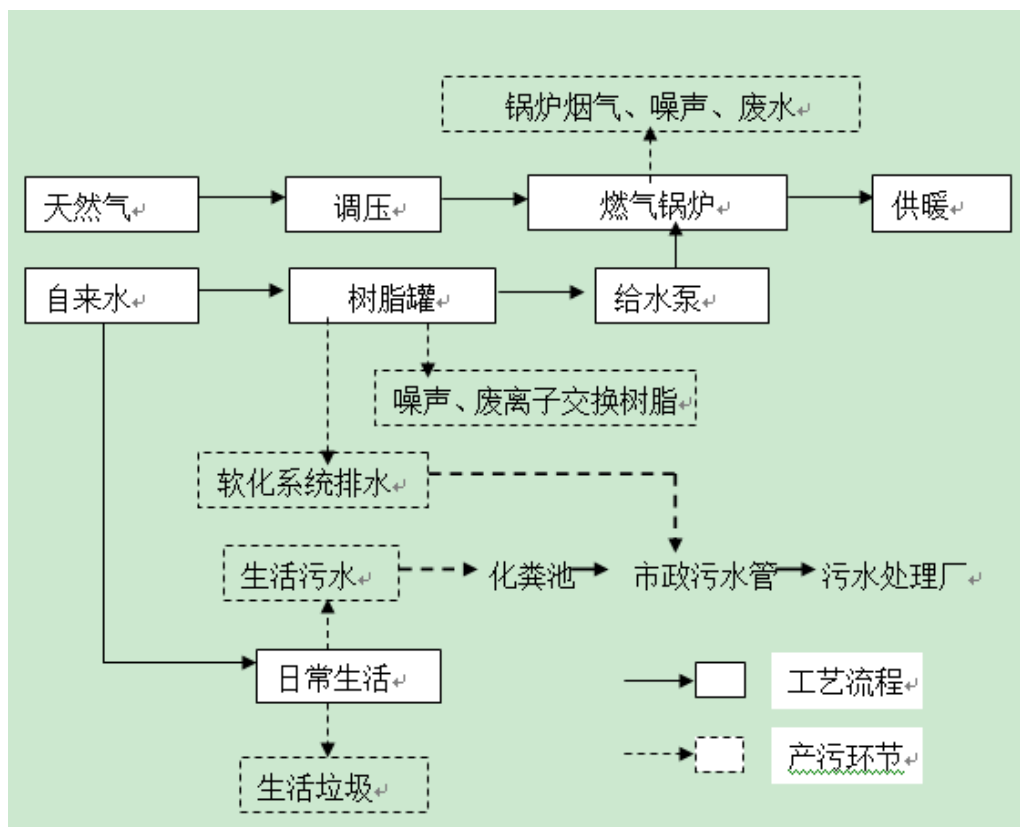 锅炉烟气、噪声、废水
天然气
调压
燃气锅炉
供暖
自来水
树脂罐
给水泵
噪声、废离子交换树脂
软化系统排水
生活污水
化粪池
市政污水管
污水处理厂
日常生活
工艺流程
产污环节
生活垃圾